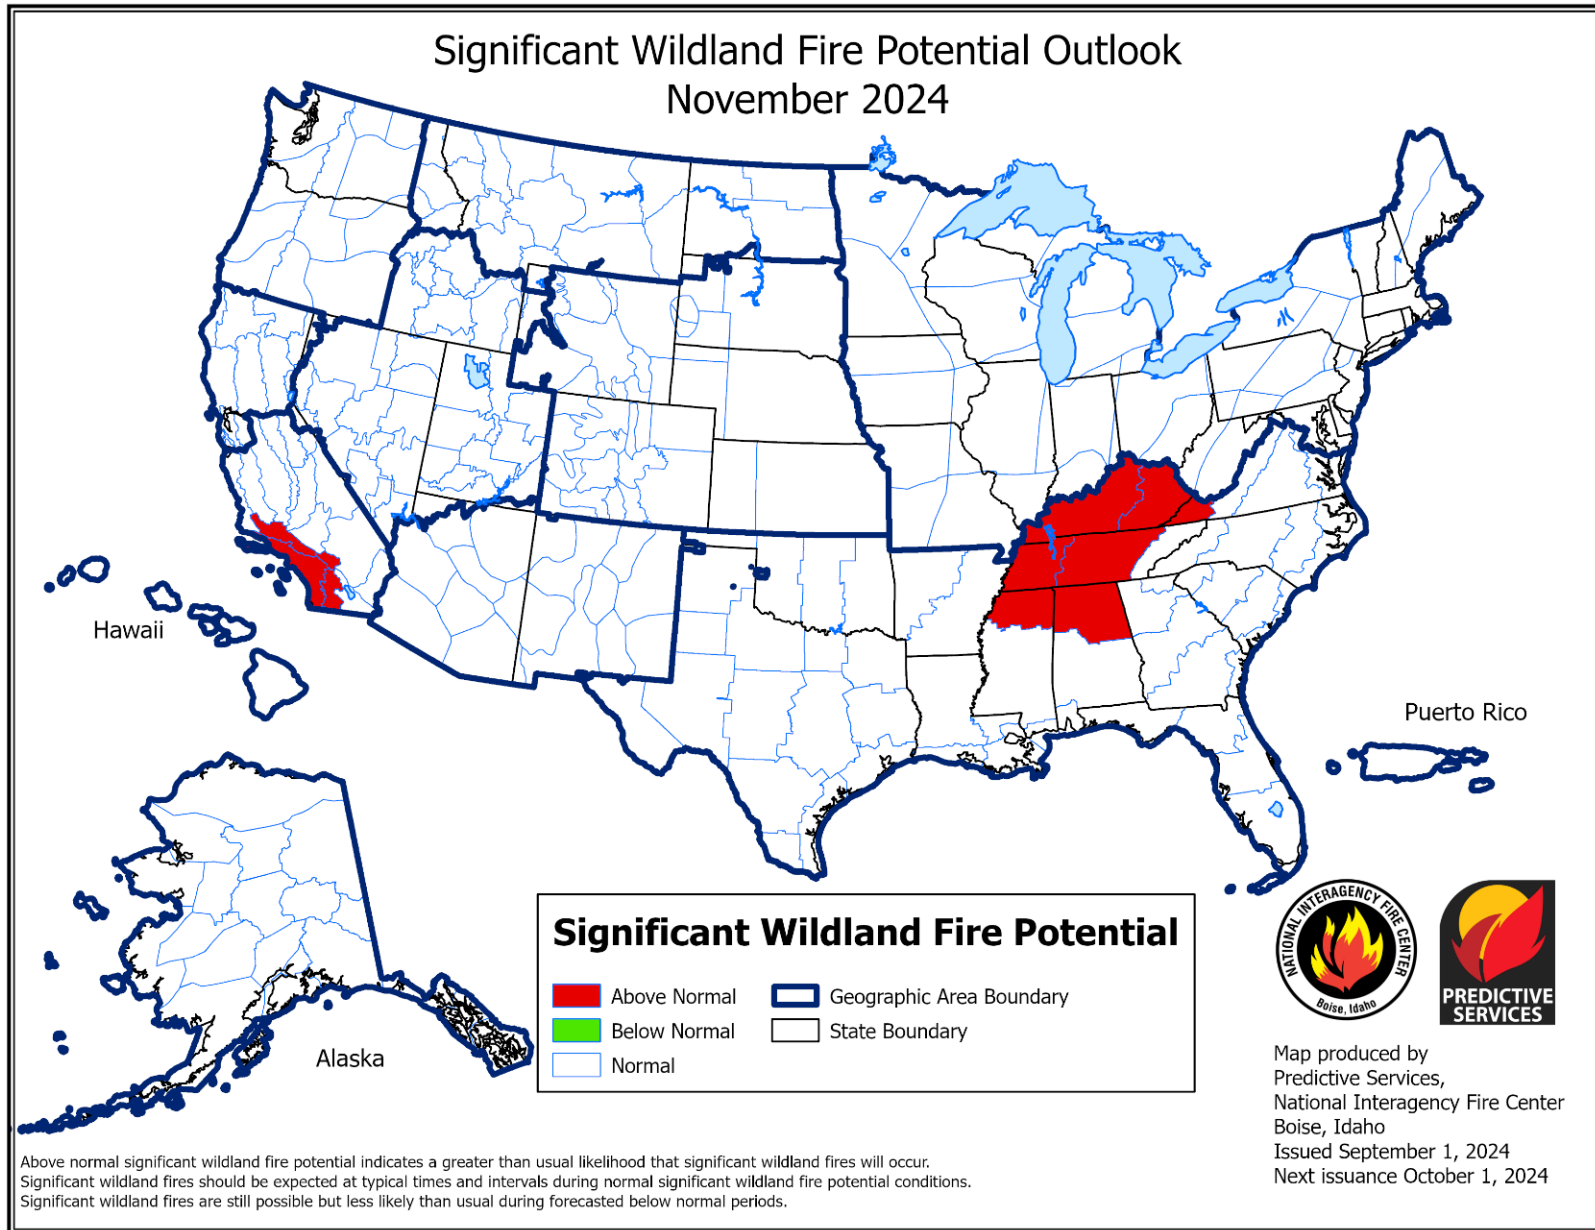 Significant Wildland Fire Potential Outlook
November 2024
Hawaii
Puerto Rico
Alaska
Significant Wildland Fire Potential
Above Normal
Below Normal
Normal
Geographic Area Boundary
State Boundary
NATIONAL INTERAGENCY FIRE CENTER
Boise, Idaho
PREDICTIVE
SERVICES
Map produced by
Predictive Services,
National Interagency Fire Center
Boise, Idaho
Issued September 1, 2024
Next issuance October 1, 2024
Above normal significant wildland fire potential indicates a greater than usual likelihood that significant wildland fires will occur.
Significant wildland fires should be expected at typical times and intervals during normal significant wildland fire potential conditions.
Significant wildland fires are still possible but less likely than usual during forecasted below normal periods.